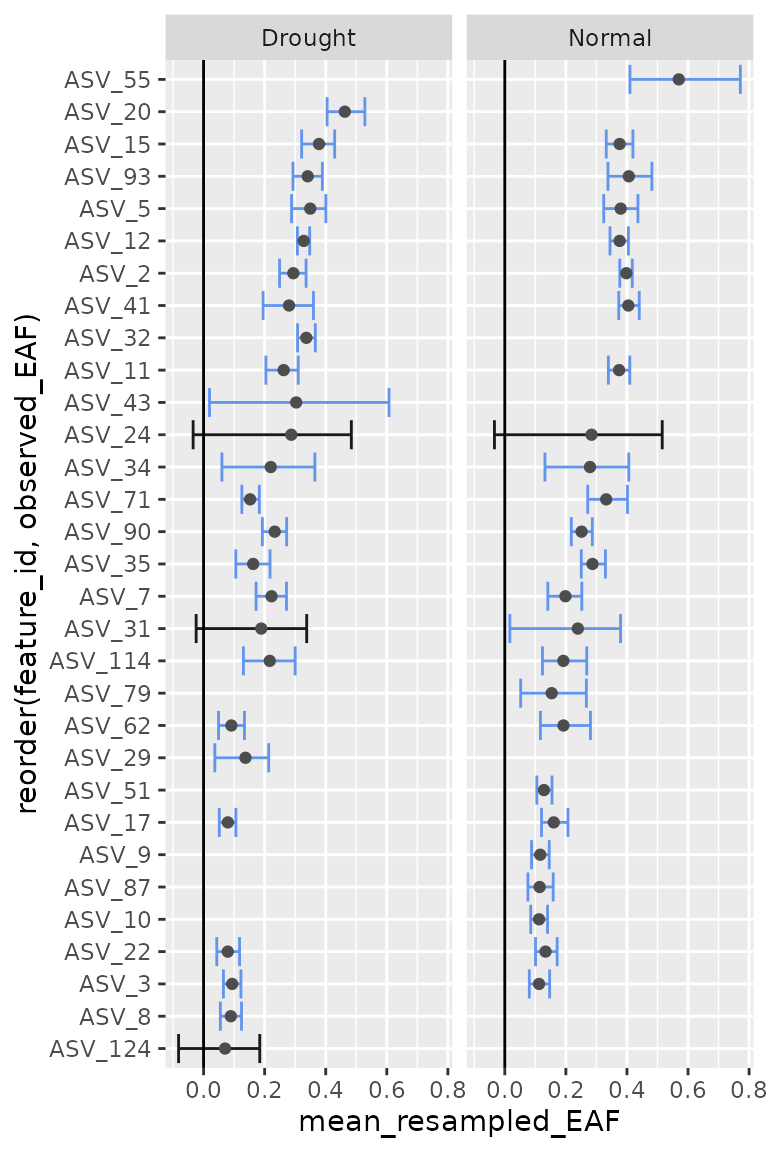 Drought Normal
ASV_55
ASV_20
ASV_15
ASV_93
ASV_5
ASV_12
ASV_2
ASV_41
ASV_32
ASV_11
ASV_43
ASV_24
ASV_34
ASV_71
ASV_90
ASV_35
ASV_7
ASV_31
ASV_114
ASV_79
ASV_62
ASV_29
ASV_51
ASV_17
ASV_9
ASV_87
ASV_10
ASV_22
ASV_3
ASV_8
ASV_124
reorder(feature_id, observed_EAF)
0.0 0.2 0.4 0.6 0.8 0.0 0.2 0.4 0.6 0.8
mean_resampled_EAF